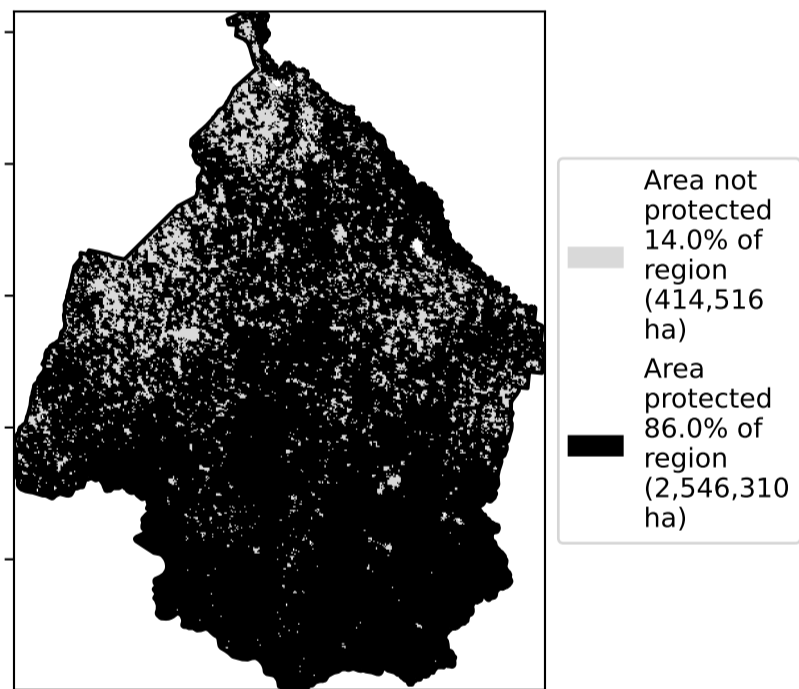 Area not
protected
14.0% of
region
(414,516
ha)
Area
protected
86.0% of
region
(2,546,310
ha)